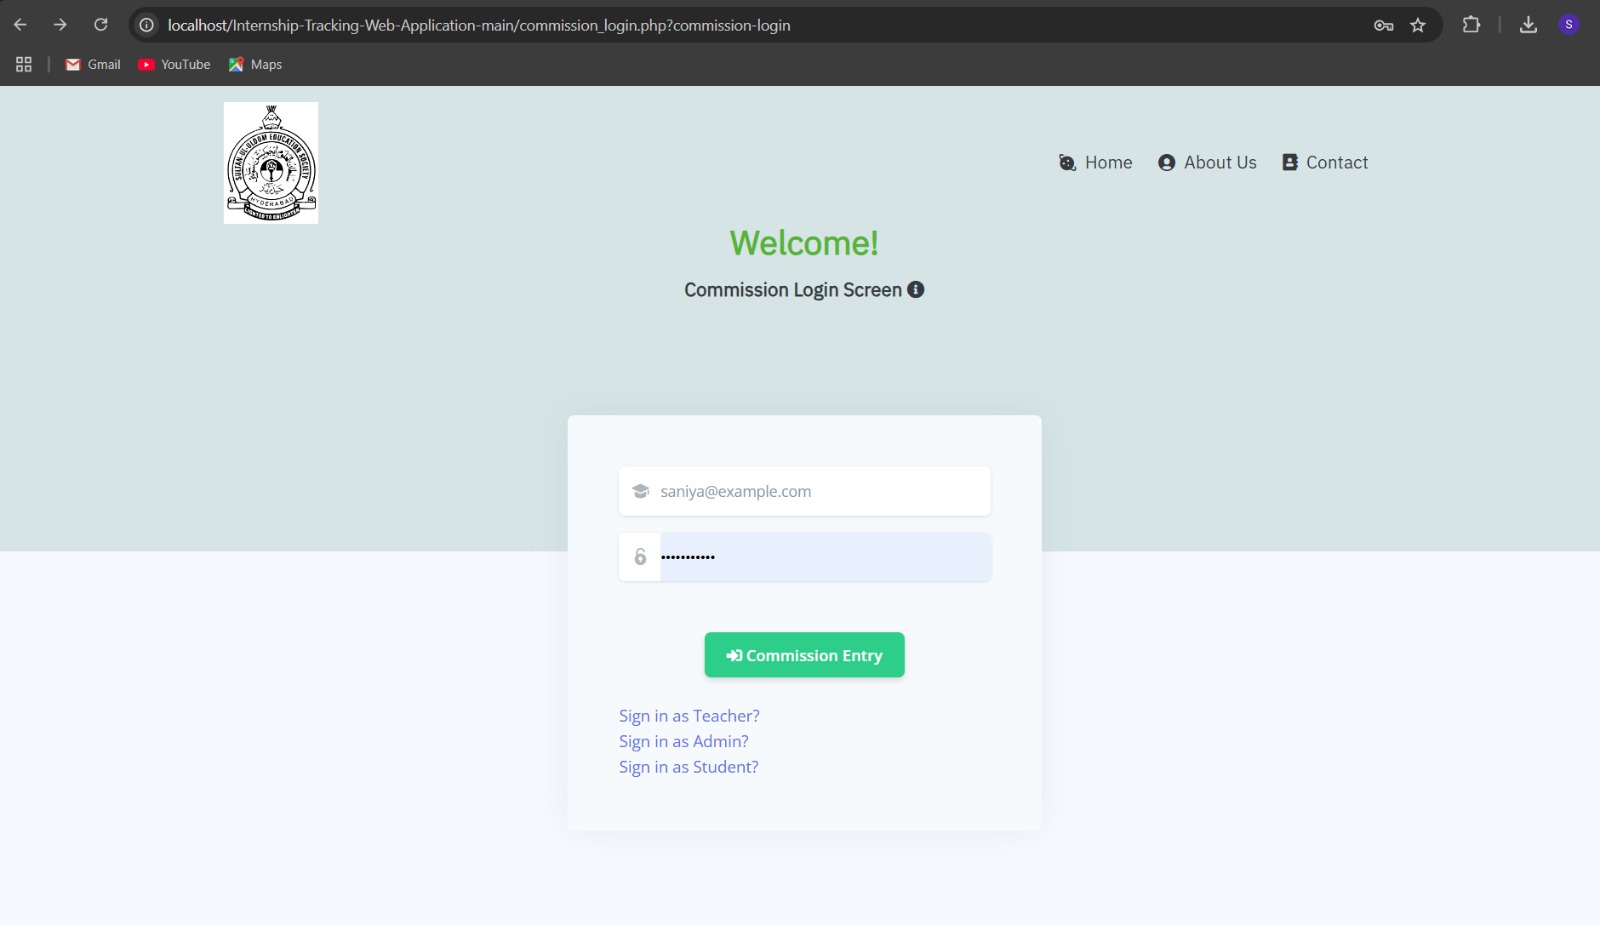 localhost/Internship-Tracking-Web-Application-main/commission_login.php?commission-login
S
Gmail
YouTube
Maps
SULTAN-UL-ULOOM EDUCATION SOCIETY
HYDERABAD
Home
About Us
Contact
Welcome!
Commission Login Screen
saniya@example.com
•••••••••••
Commission Entry
Sign in as Teacher?
Sign in as Admin?
Sign in as Student?